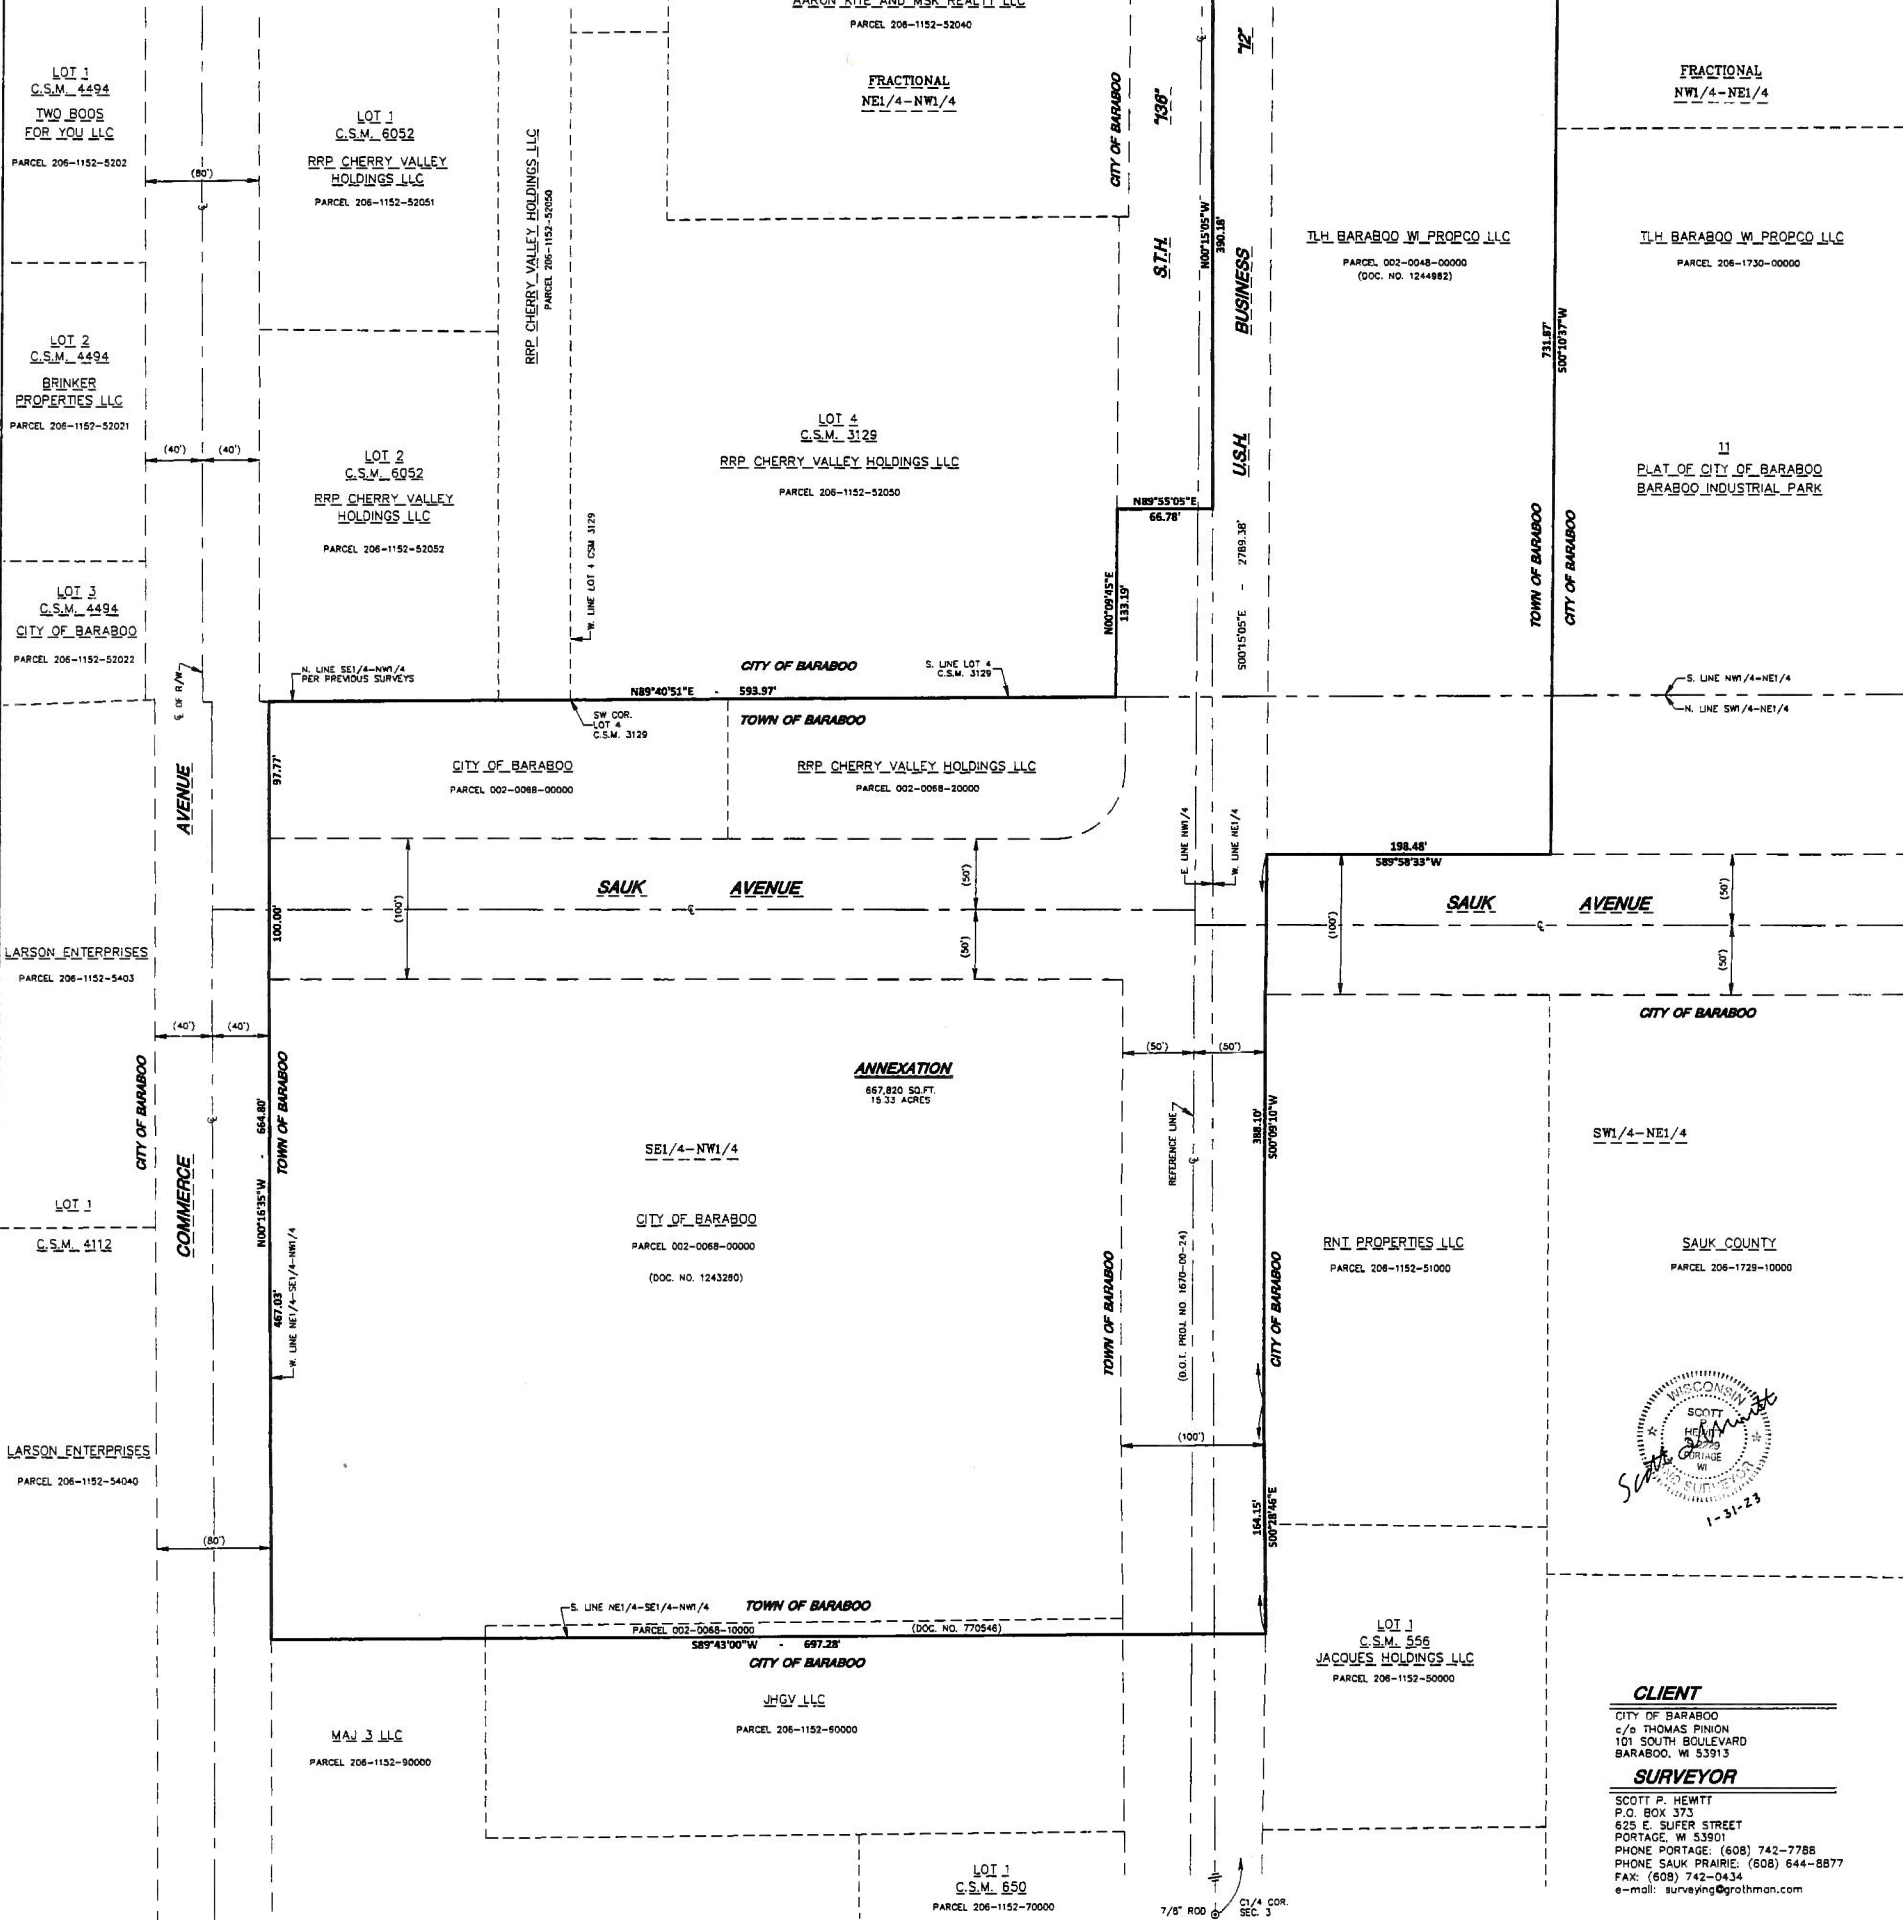 AARON KITE AND MSK REALTY LLC
PARCEL 206-1152-52040
FRACTIONAL
NE1/4-NW1/4
FRACTIONAL
NW1/4-NE1/4
LOT 1
C.S.M. 4494
TWO BOOS
FOR YOU LLC
PARCEL 206-1152-5202
(80')
LOT 1
C.S.M. 6052
RRP CHERRY VALLEY
HOLDINGS LLC
PARCEL 206-1152-52051
RRP CHERRY VALLEY HOLDINGS LLC
PARCEL 206-1152-52050
CITY OF BARABOO
S.T.H. "136"
N00°15'05"W
390.18'
U.S.H. BUSINESS "12"
TLH BARABOO WI PROPCO LLC
PARCEL 002-0048-00000
(DOC. NO. 1244982)
TLH BARABOO WI PROPCO LLC
PARCEL 206-1730-00000
731.87'
S00°10'37"W
LOT 2
C.S.M. 4494
BRINKER
PROPERTIES LLC
PARCEL 206-1152-52021
(40') (40')
LOT 2
C.S.M. 6052
RRP CHERRY VALLEY
HOLDINGS LLC
PARCEL 206-1152-52052
LOT 4
C.S.M. 3129
RRP CHERRY VALLEY HOLDINGS LLC
PARCEL 206-1152-52050
11
PLAT OF CITY OF BARABOO
BARABOO INDUSTRIAL PARK
N89°55'05"E
66.78'
W. LINE LOT 4 CSM 3129
N00°09'45"E
133.19'
S00°15'05"E - 2789.38'
TOWN OF BARABOO
CITY OF BARABOO
LOT 3
C.S.M. 4494
CITY OF BARABOO
PARCEL 206-1152-52022
℄ OF R/W
N. LINE SE1/4-NW1/4
PER PREVIOUS SURVEYS
CITY OF BARABOO
S. LINE LOT 4
C.S.M. 3129
N89°40'51"E - 593.97'
SW COR.
LOT 4
C.S.M. 3129
TOWN OF BARABOO
S. LINE NW1/4-NE1/4
N. LINE SW1/4-NE1/4
97.77'
CITY OF BARABOO
PARCEL 002-0068-00000
RRP CHERRY VALLEY HOLDINGS LLC
PARCEL 002-0068-20000
E. LINE NW1/4
W. LINE NE1/4
198.48'
S89°58'33"W
COMMERCE AVENUE
100.00'
(100')
SAUK AVENUE
(50')
(50')
(100')
SAUK AVENUE
(50')
(50')
LARSON ENTERPRISES
PARCEL 206-1152-5403
(40') (40')
CITY OF BARABOO
CITY OF BARABOO
N00°16'35"W - 664.80'
TOWN OF BARABOO
ANNEXATION
667,820 SQ.FT.
15.33 ACRES
(50') (50')
REFERENCE LINE
(D.O.T. PROJ. NO. 1670-00-24)
388.10'
S00°09'10"W
SE1/4-NW1/4
SW1/4-NE1/4
LOT 1
C.S.M. 4112
CITY OF BARABOO
PARCEL 002-0068-00000
(DOC. NO. 1243260)
467.03'
W. LINE NE1/4-SE1/4-NW1/4
TOWN OF BARABOO
CITY OF BARABOO
RNT PROPERTIES LLC
PARCEL 206-1152-51000
SAUK COUNTY
PARCEL 206-1729-10000
LARSON ENTERPRISES
PARCEL 206-1152-54040
(80')
(100')
164.15'
S00°28'46"E
WISCONSIN
SCOTT
P.
HEWITT
PORTAGE
WI
SURVEYOR
1-31-23
S. LINE NE1/4-SE1/4-NW1/4
TOWN OF BARABOO
PARCEL 002-0068-10000
(DOC. NO. 770546)
S89°43'00"W - 697.28'
CITY OF BARABOO
JHGV LLC
PARCEL 206-1152-60000
MAJ 3 LLC
PARCEL 206-1152-90000
LOT 1
C.S.M. 556
JACQUES HOLDINGS LLC
PARCEL 206-1152-50000
LOT 1
C.S.M. 650
PARCEL 206-1152-70000
7/8" ROD
C1/4 COR.
SEC. 3
CLIENT
CITY OF BARABOO
c/o THOMAS PINION
101 SOUTH BOULEVARD
BARABOO, WI 53913
SURVEYOR
SCOTT P. HEWITT
P.O. BOX 373
625 E. SLIFER STREET
PORTAGE, WI 53901
PHONE PORTAGE: (608) 742-7788
PHONE SAUK PRAIRIE: (608) 644-8877
FAX: (608) 742-0434
e-mail: surveying@grothman.com